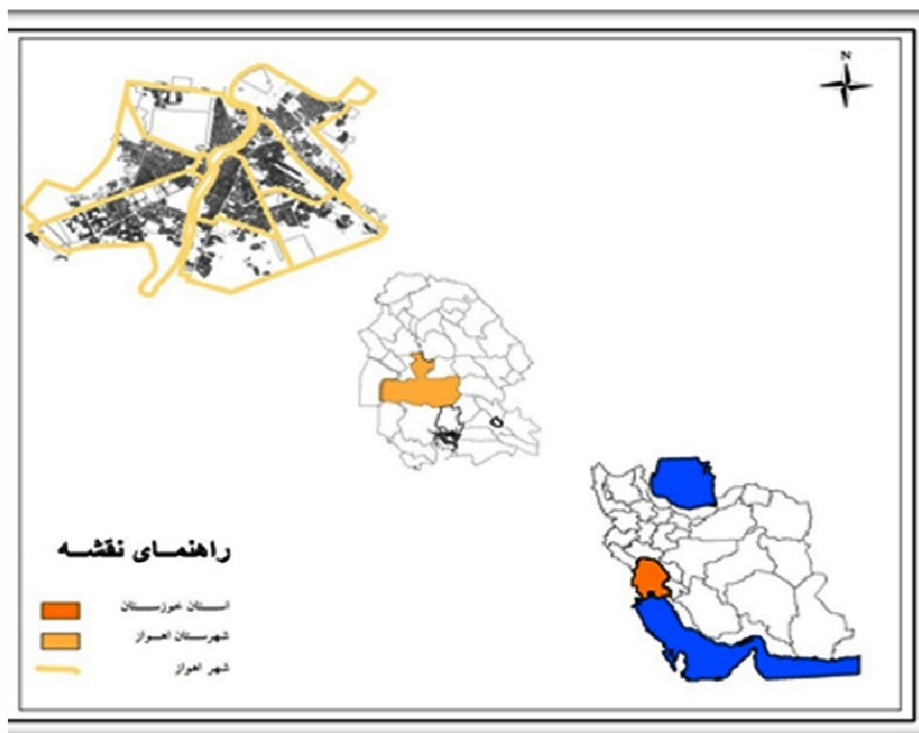 N
راهنمای نقشه
استان خوزستان
شهرستان اهواز
شهر اهواز